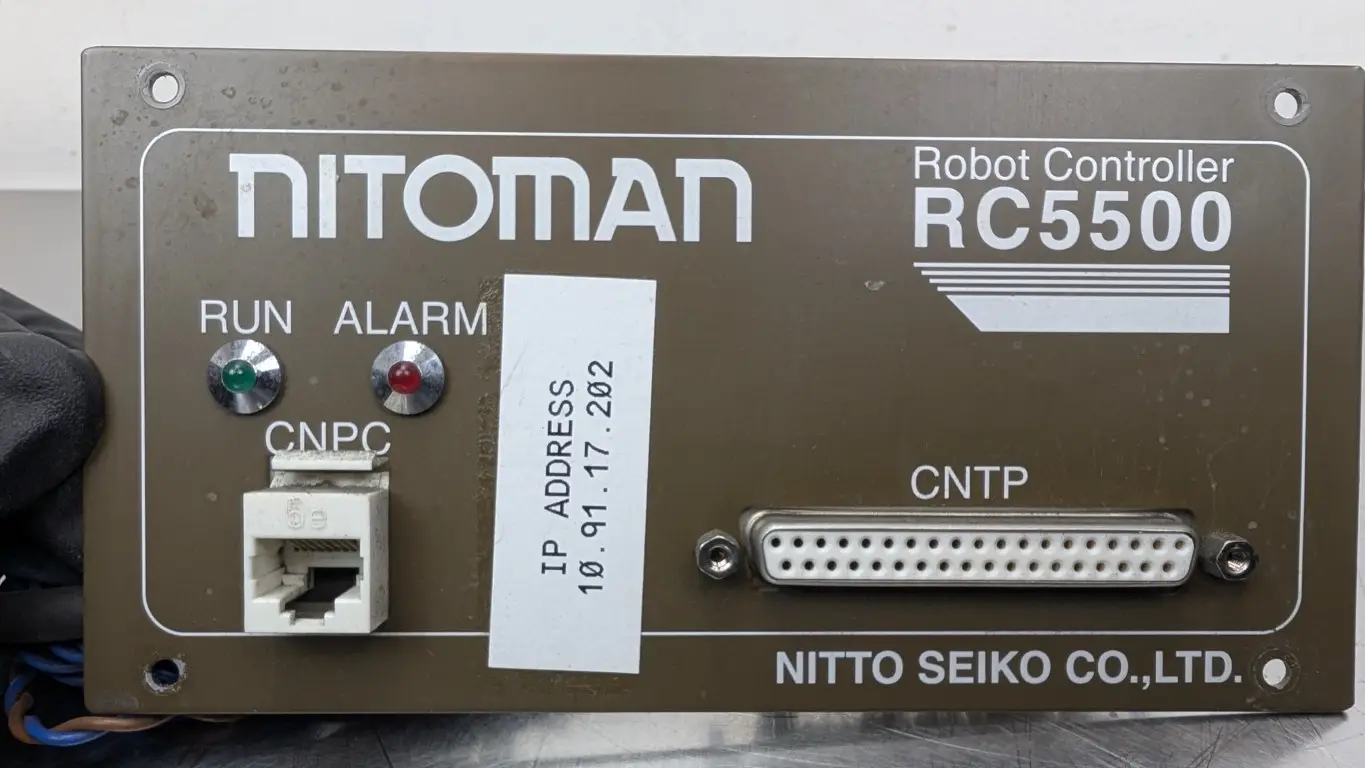 NITOMAN
Robot Controller
RC5500
RUN
ALARM
CNPC
IP ADDRESS
10.91.17.202
CNTP
NITTO SEIKO CO.,LTD.